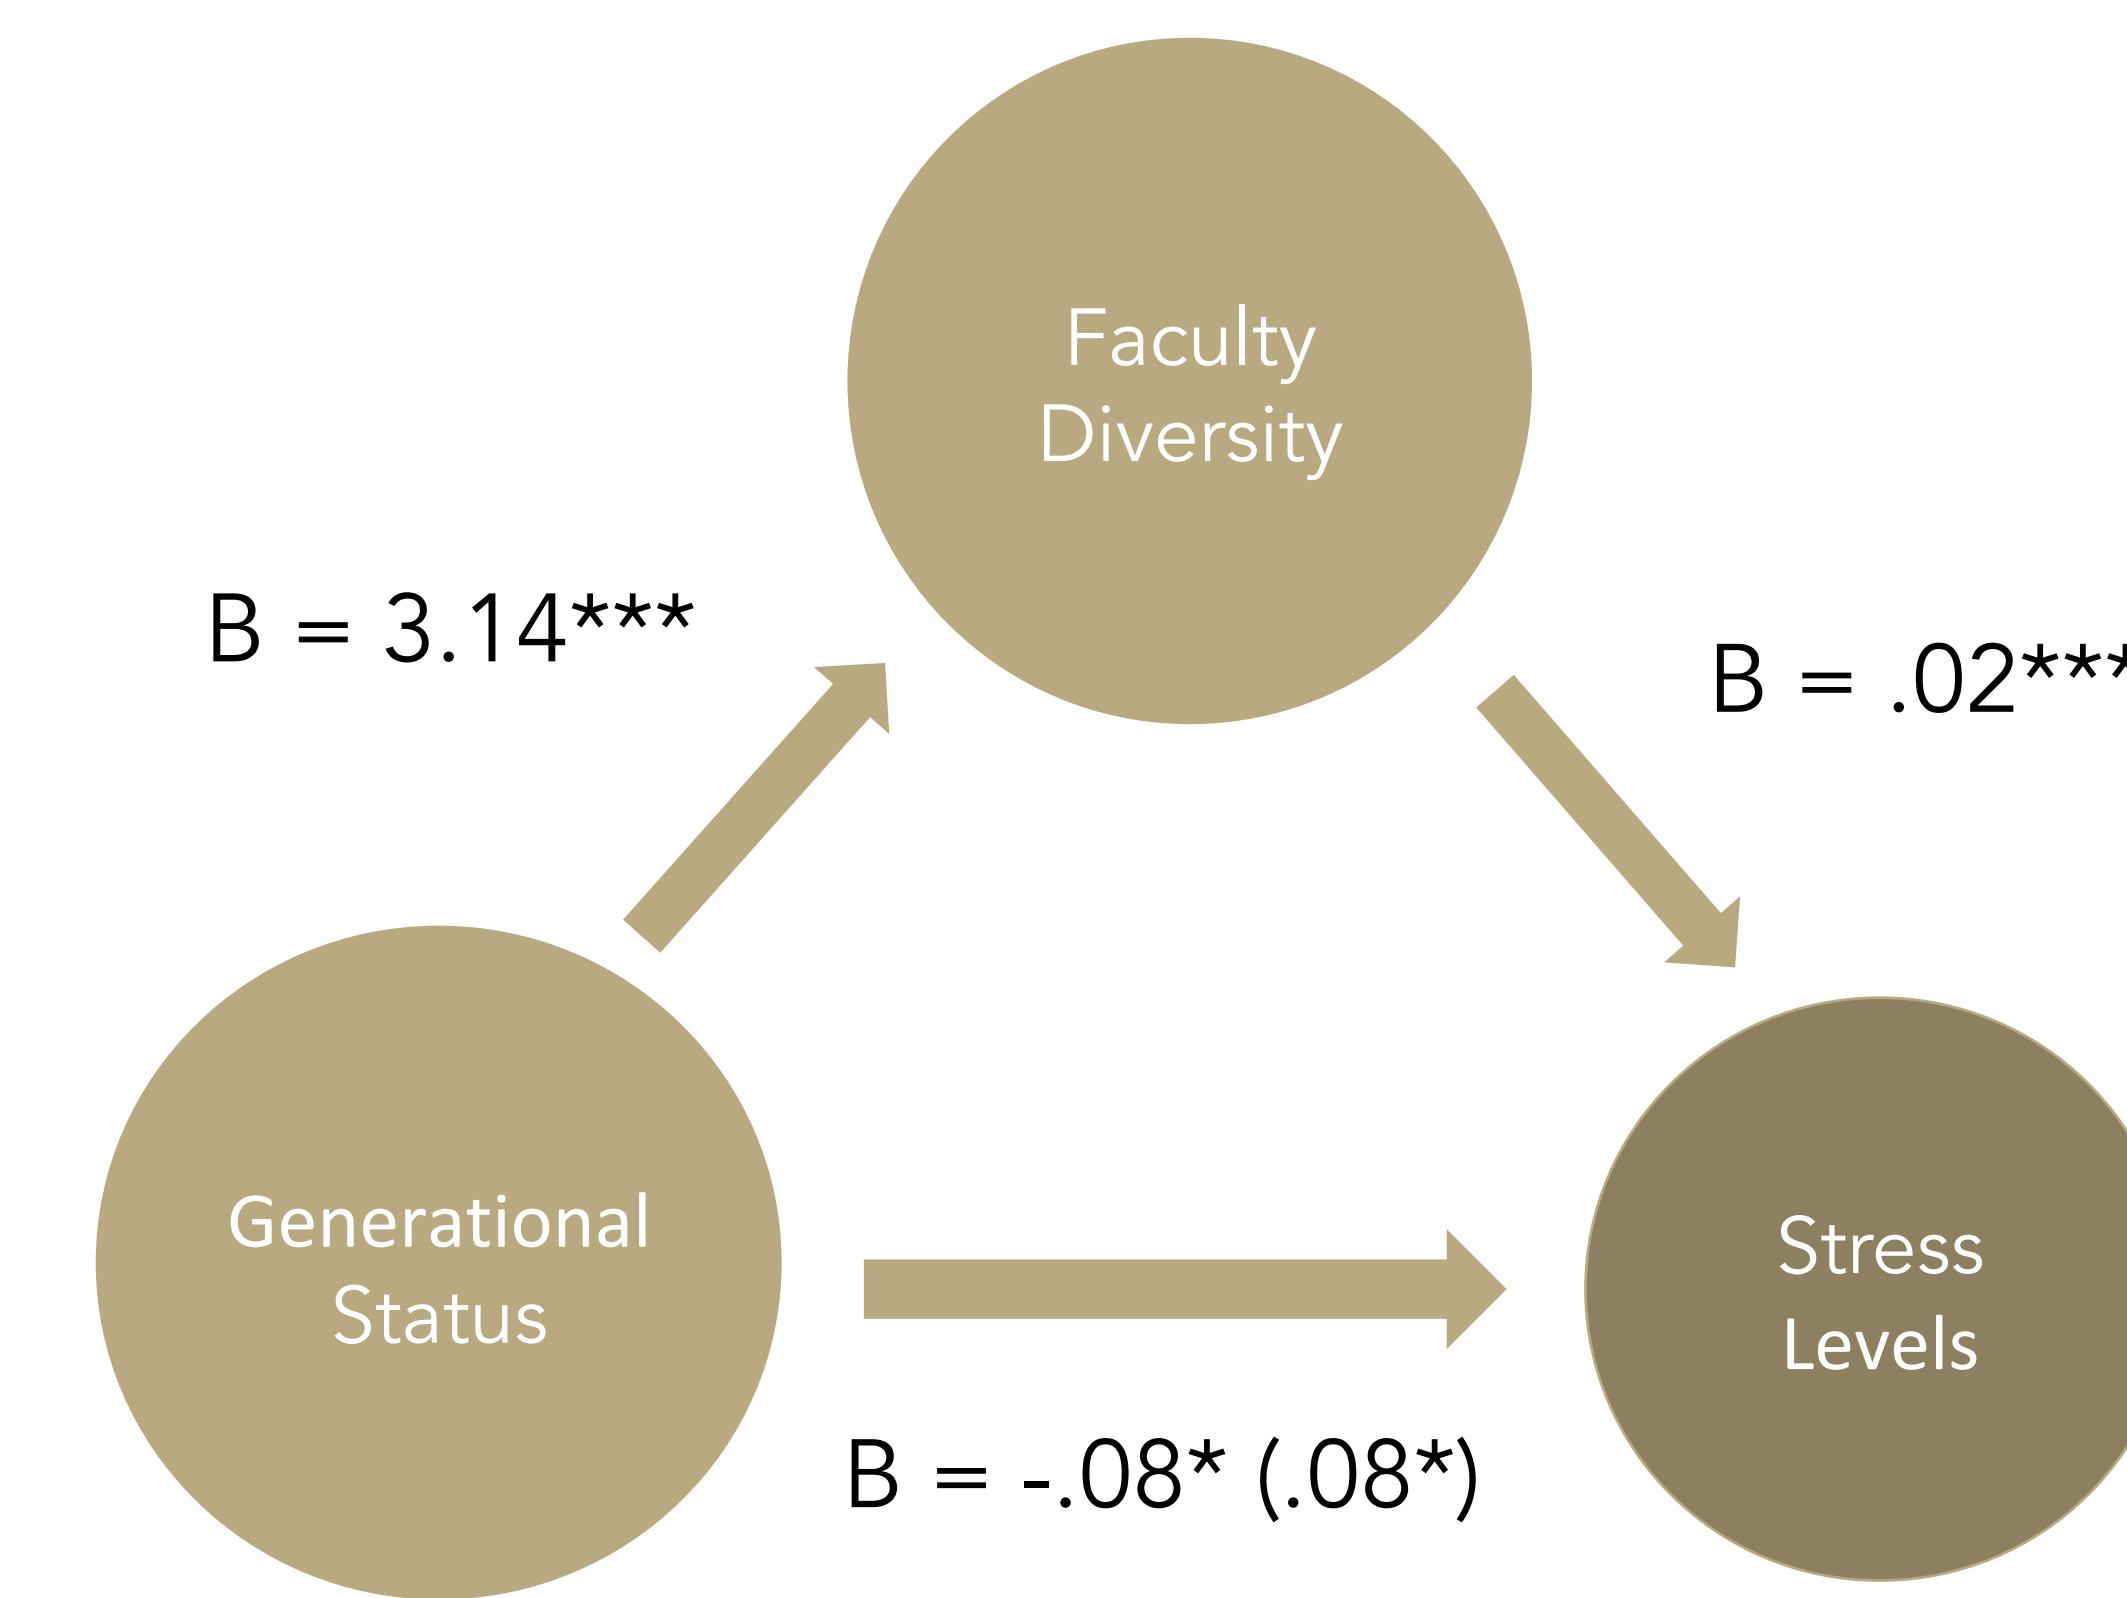 Faculty
Diversity
B = 3.14***
B = .02***
Generational
Status
Stress
Levels
B = -.08* (.08*)